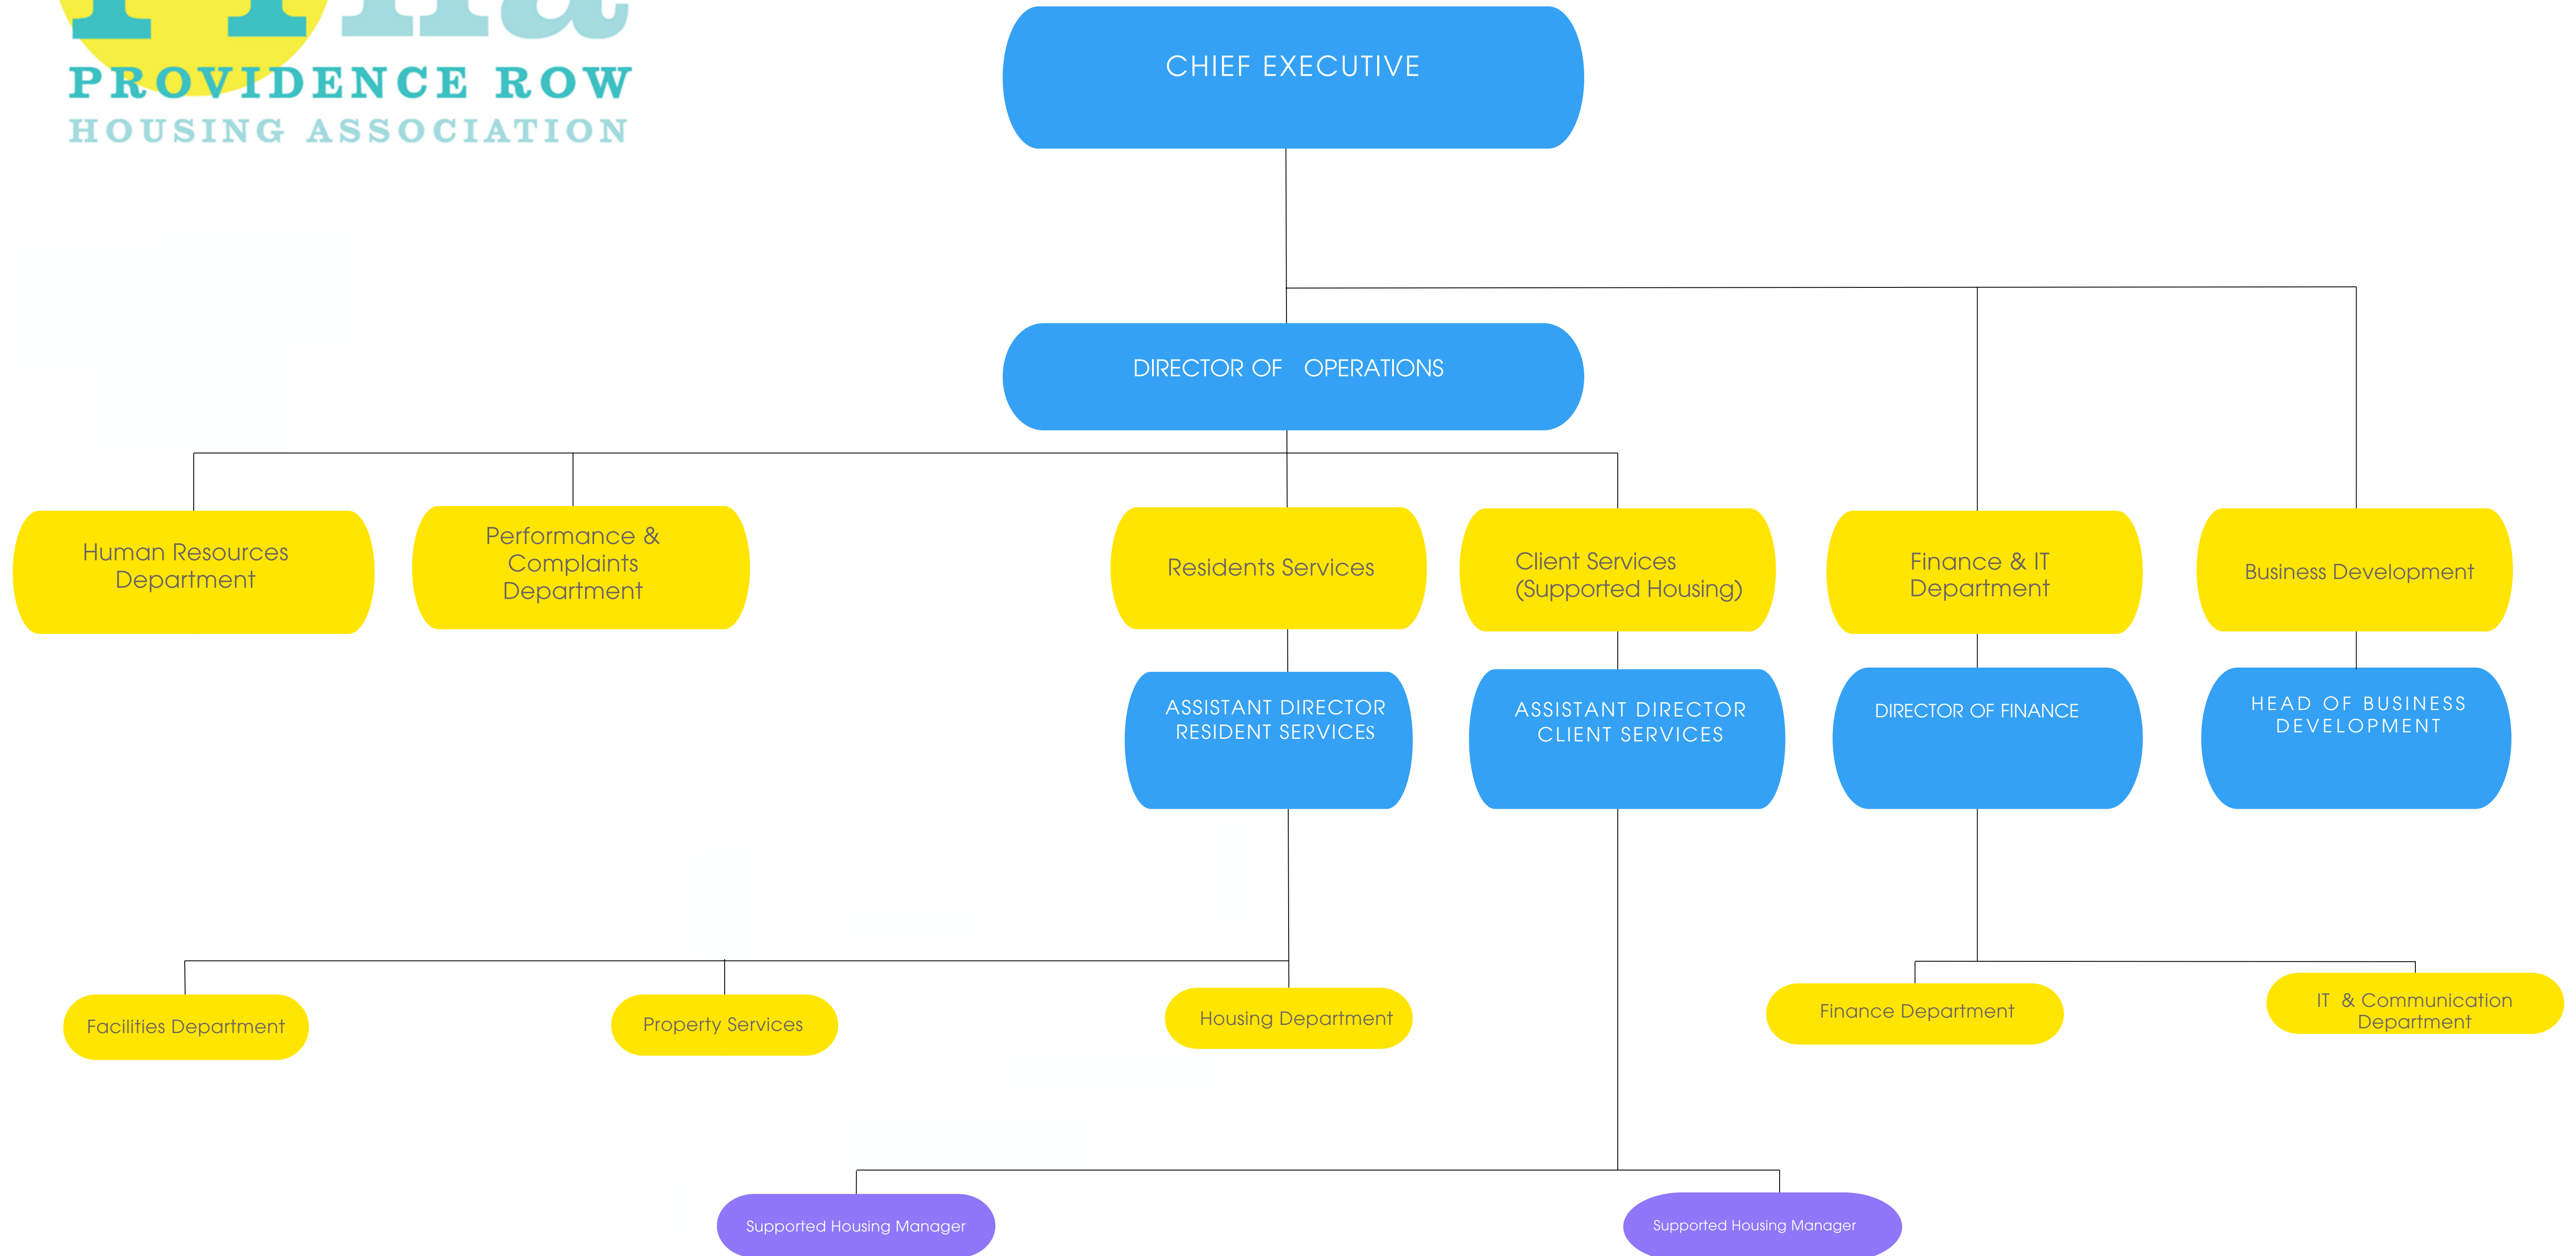 PROVIDENCE ROW
HOUSING ASSOCIATION
CHIEF EXECUTIVE
DIRECTOR OF   OPERATIONS
Human Resources
Department
Performance &
Complaints
Department
Residents Services
Client Services
(Supported Housing)
Finance & IT
Department
Business Development
ASSISTANT DIRECTOR
RESIDENT SERVICES
ASSISTANT DIRECTOR
CLIENT SERVICES
DIRECTOR OF FINANCE
HEAD OF BUSINESS
DEVELOPMENT
Facilities Department
Property Services
Housing Department
Finance Department
IT  & Communication
Department
Supported Housing Manager
Supported Housing Manager